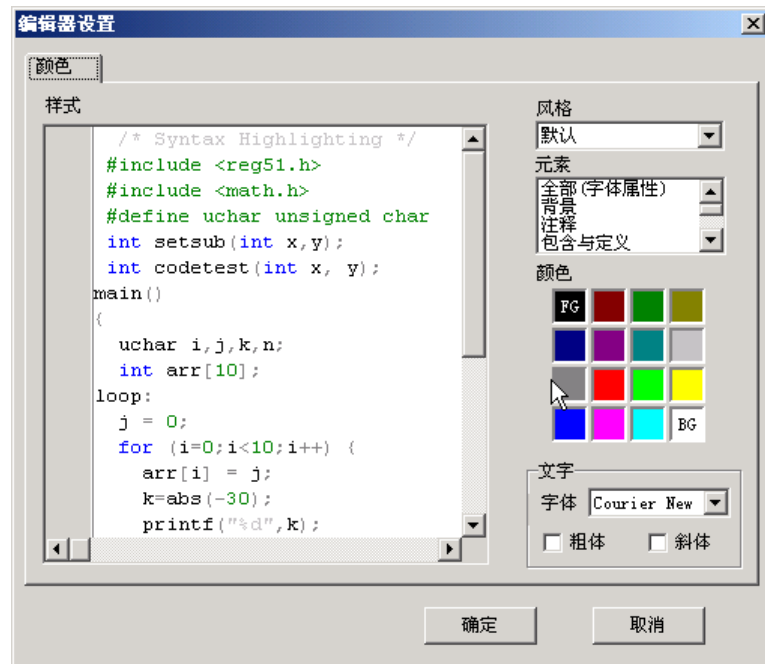 编辑器设置
颜色
样式
/* Syntax Highlighting */
#include <reg51.h>
#include <math.h>
#define uchar unsigned char
int setsub(int x,y);
int codetest(int x, y);
main()
{
uchar i,j,k,n;
int arr[10];
loop:
j = 0;
for (i=0;i<10;i++) {
arr[i] = j;
k=abs(-30);
printf("%d",k);
风格
默认
元素
全部(字体属性)
背景
注释
包含与定义
颜色
FG
BG
文字
字体 Courier New
粗体 斜体
确定 取消